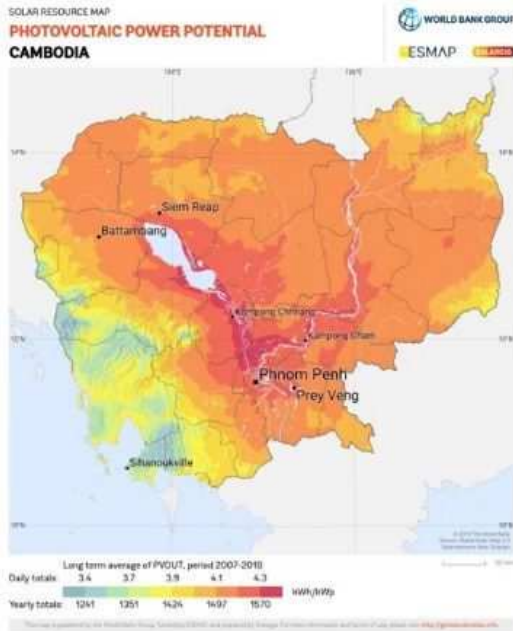 SOLAR RESOURCE MAP
PHOTOVOLTAIC POWER POTENTIAL
CAMBODIA
WORLD BANK GROUP
ESMAP
SOLARGIS
Siem Reap
Battambang
Kampong Chhnang
Kampong Cham
Phnom Penh
Prey Veng
Sihanoukville
Long term average of PVOUT, period 2007-2018
Daily totals: 3.4 3.7 3.9 4.1 4.3
kWh/kWp
Yearly totals: 1241 1351 1424 1497 1570